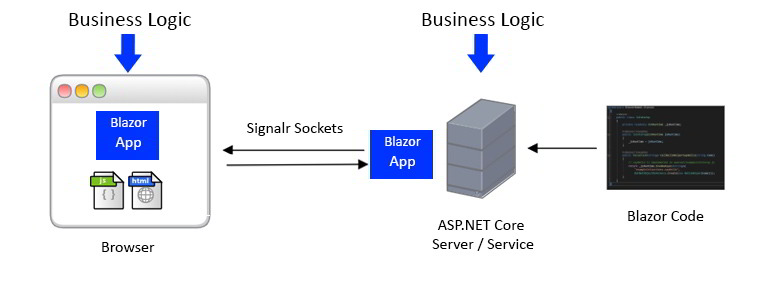 Business Logic
Business Logic
Blazor
App
js
html
Signalr Sockets
Blazor
App
Browser
ASP.NET Core
Server / Service
Blazor Code